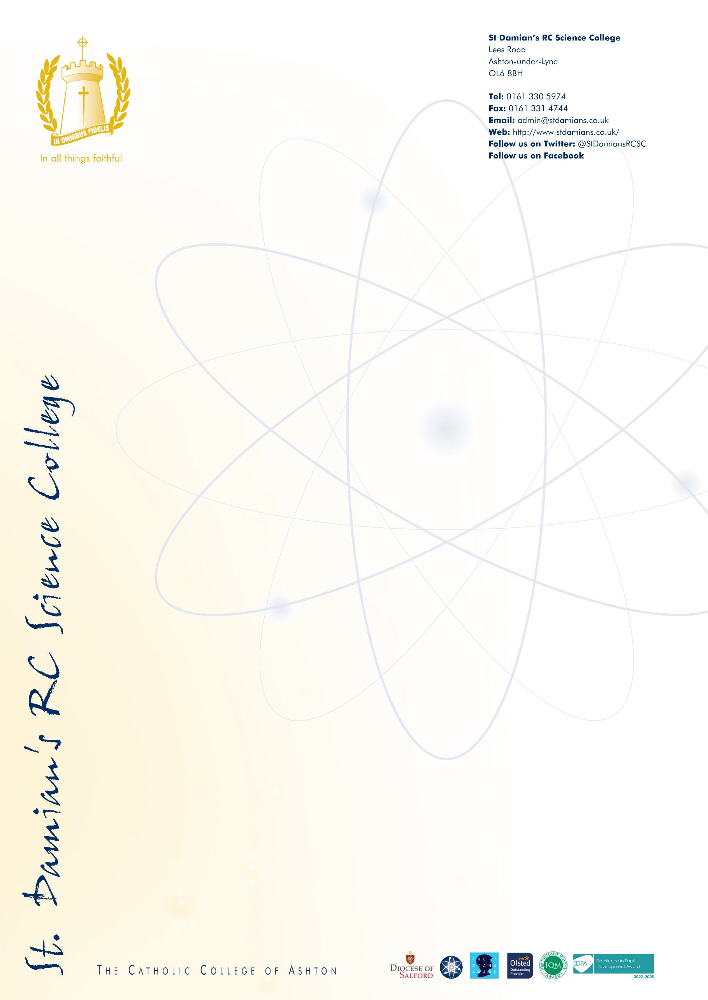 St Damian's RC Science College
Lees Road
Ashton-under-Lyne
OL6 8BH
Tel: 0161 330 5974
Fax: 0161 331 4744
Email: admin@stdamians.co.uk
Web: http://www.stdamians.co.uk/
Follow us on Twitter: @StDamiansRCSC
Follow us on Facebook
IN OMNIBUS FIDELIS
In all things faithful
St. Damian's RC Science College
THE CATHOLIC COLLEGE OF ASHTON
DIOCESE OF
SALFORD
THE
DIANA
AWARD
Ofsted
Outstanding
Provider
IQM INCLUSIVE SCHOOL
IQM
AWARD
EDPA
Excellence in Pupil
Development Award
2022–2025